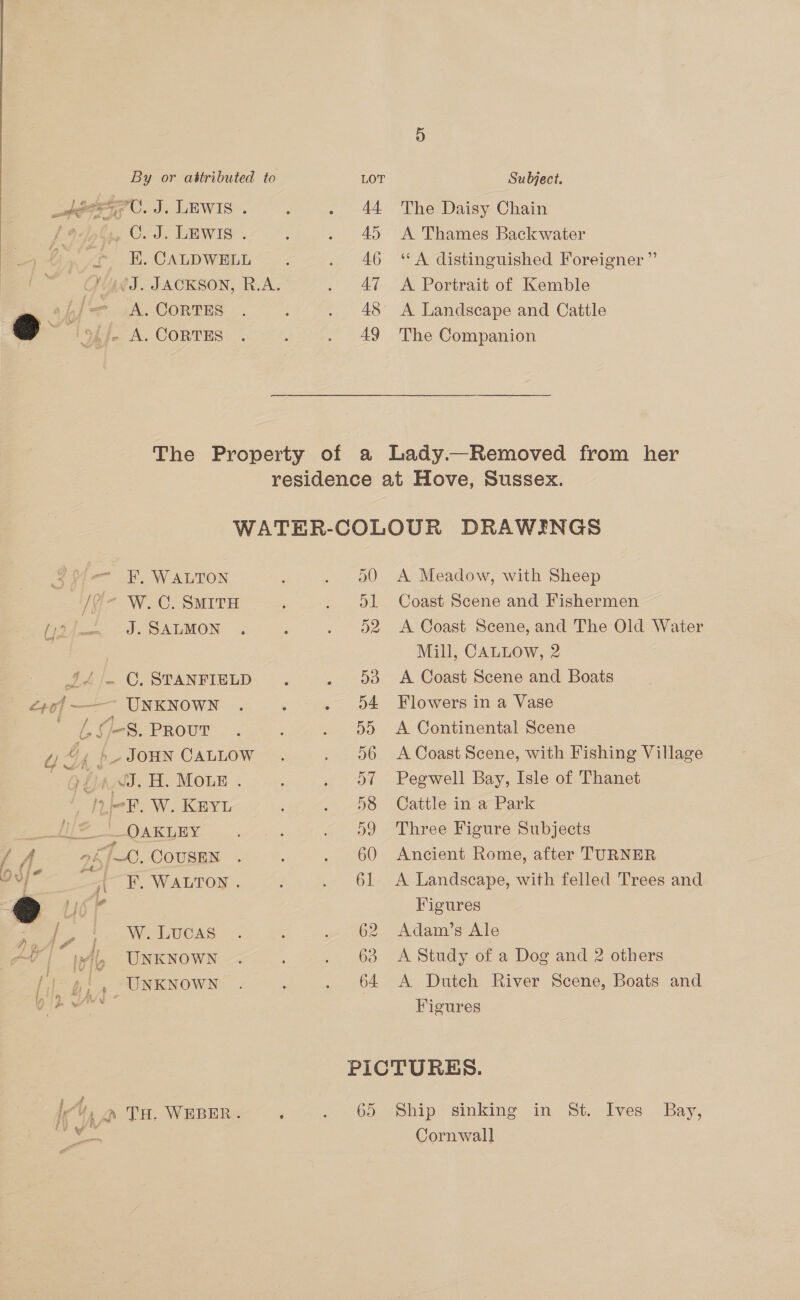 5
By or attributed to LOT Subject.
C. J. LEWIS . . . 44 The Daisy Chain
C. J. LEWIS . . . 45 A Thames Backwater
E. CALDWELL . . 46 “A distinguished Foreigner”
J. JACKSON, R.A. . 47 A Portrait of Kemble
A. CORTES . . . 48 A Landscape and Cattle
A. CORTES . . . 49 The Companion
The Property of a Lady.—Removed from her
residence at Hove, Sussex.
WATER-COLOUR DRAWINGS
F. WALTON . . 50 A Meadow, with Sheep
W. C. SMITH . . 51 Coast Scene and Fishermen
J. SALMON . . . 52 A Coast Scene, and The Old Water
Mill, CALLOW, 2
C. STANFIELD . . 53 A Coast Scene and Boats
UNKNOWN . . . 54 Flowers in a Vase
S. PROUT . . . 55 A Continental Scene
JOHN CALLOW . . 56 A Coast Scene, with Fishing Village
J. H. MOLE . . . 57 Pegwell Bay, Isle of Thanet
F. W. KEYL . . 58 Cattle in a Park
OAKLEY . . . 59 Three Figure Subjects
C. COUSEN . . . 60 Ancient Rome, after TURNER
F. WALTON . . . 61 A Landscape, with felled Trees and
Figures
W. LUCAS . . . 62 Adam’s Ale
UNKNOWN . . . 63 A Study of a Dog and 2 others
UNKNOWN . . . 64 A Dutch River Scene, Boats and
Figures
PICTURES.
TH. WEBER . . . 65 Ship sinking in St. Ives Bay,
Cornwall